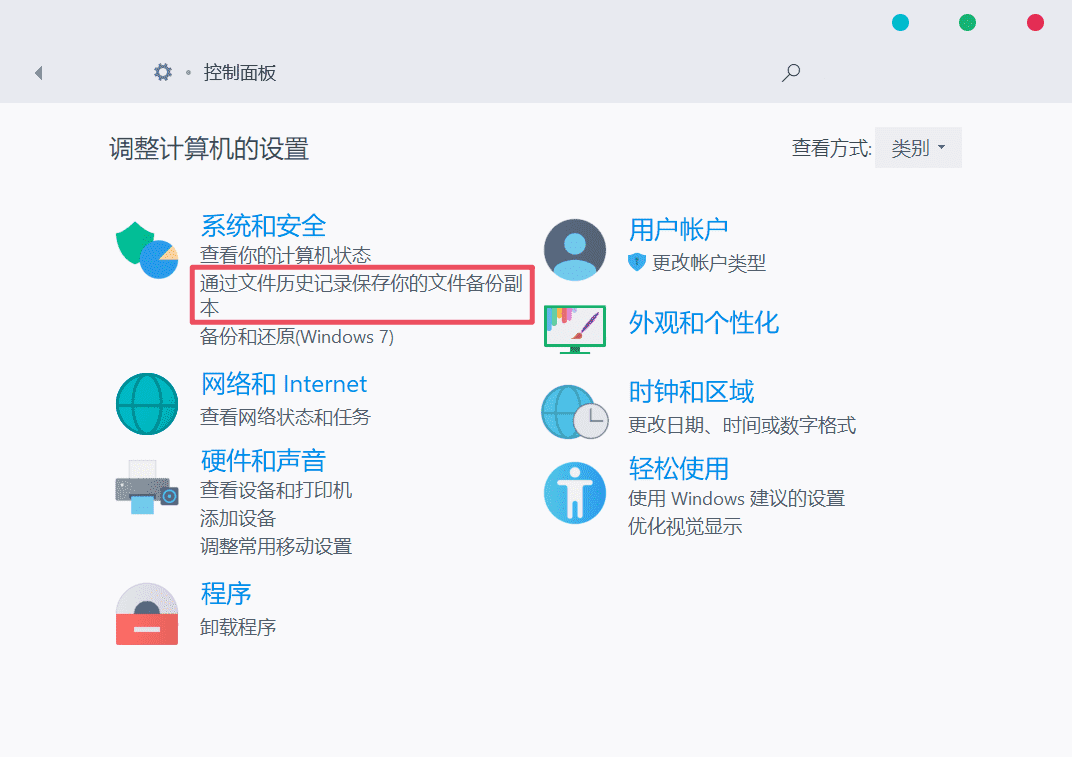 控制面板
调整计算机的设置
查看方式: 类别
系统和安全
查看你的计算机状态
通过文件历史记录保存你的文件备份副
本
备份和还原(Windows 7)
网络和 Internet
查看网络状态和任务
硬件和声音
查看设备和打印机
添加设备
调整常用移动设置
程序
卸载程序
用户帐户
更改帐户类型
外观和个性化
时钟和区域
更改日期、时间或数字格式
轻松使用
使用 Windows 建议的设置
优化视觉显示